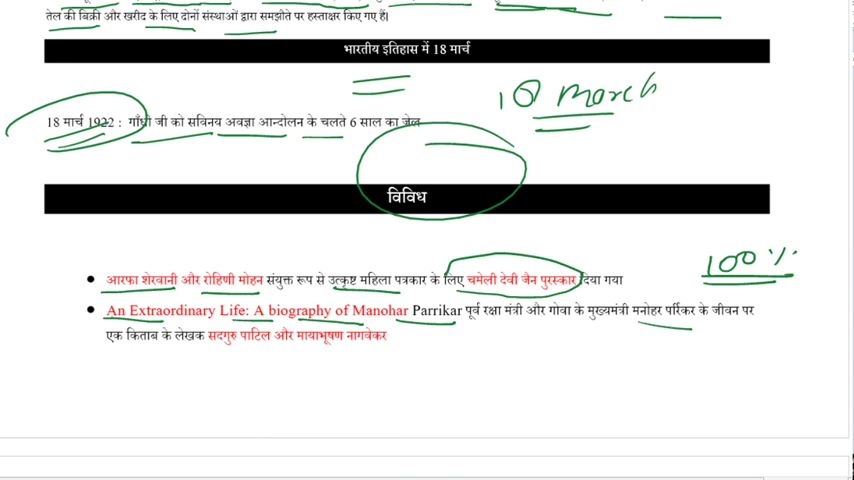 तेल की बिक्री और खरीद के लिए दोनों संस्थाओं द्वारा समझौते पर हस्ताक्षर किए गए हैं।
भारतीय इतिहास में 18 मार्च
18 March
18 मार्च 1922 : गाँधी जी को सविनय अवज्ञा आन्दोलन के चलते 6 साल का जेल
विविध
100 %
आरफा शेरवानी और रोहिणी मोहन संयुक्त रूप से उत्कृष्ट महिला पत्रकार के लिए चमेली देवी जैन पुरस्कार दिया गया
An Extraordinary Life: A biography of Manohar Parrikar पूर्व रक्षा मंत्री और गोवा के मुख्यमंत्री मनोहर पर्रिकर के जीवन पर
एक किताब के लेखक सदगुरु पाटिल और मायाभूषण नागवेकर